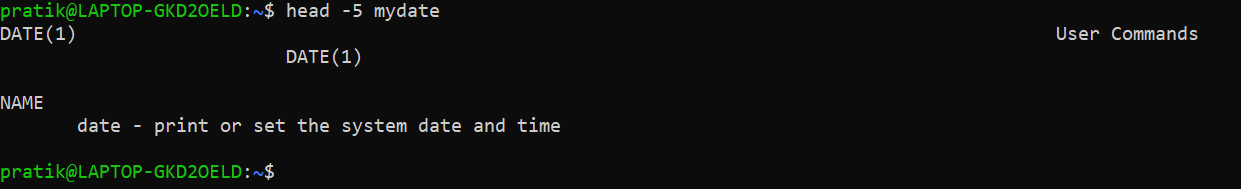 pratik@LAPTOP-GKD2OELD:~$ head -5 mydate
DATE(1) User Commands
DATE(1)
NAME
date - print or set the system date and time
pratik@LAPTOP-GKD2OELD:~$